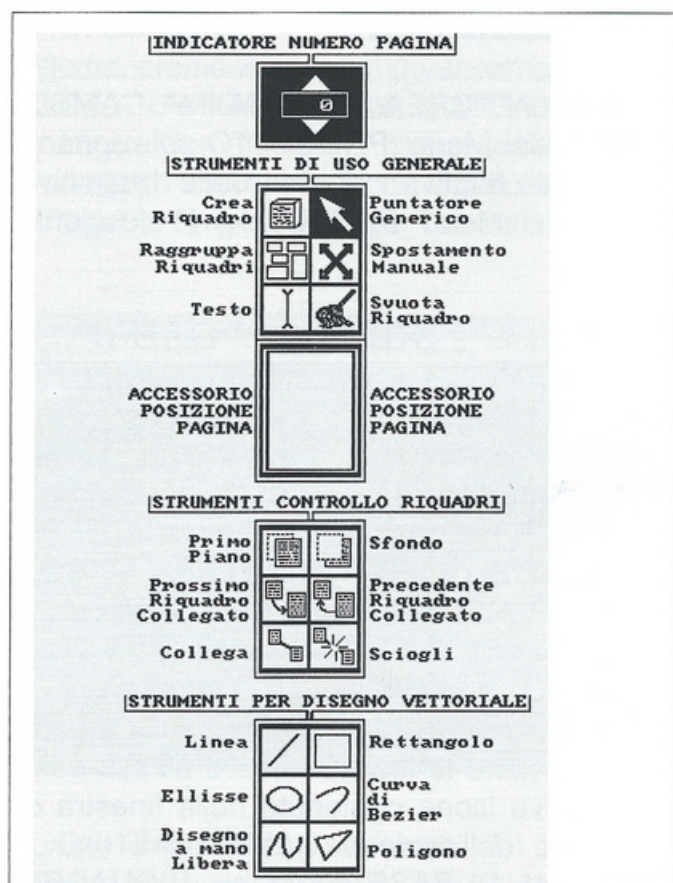 INDICATORE NUMERO PAGINA
0
STRUMENTI DI USO GENERALE
Crea
Riquadro
Puntatore
Generico
Raggruppa
Riquadri
Spostamento
Manuale
Testo
Svuota
Riquadro
ACCESSORIO
POSIZIONE
PAGINA
ACCESSORIO
POSIZIONE
PAGINA
STRUMENTI CONTROLLO RIQUADRI
Primo
Piano
Sfondo
Prossimo
Riquadro
Collegato
Precedente
Riquadro
Collegato
Collega
Sciogli
STRUMENTI PER DISEGNO VETTORIALE
Linea
Rettangolo
Ellisse
Curva
di
Bezier
Disegno
a mano
Libera
Poligono